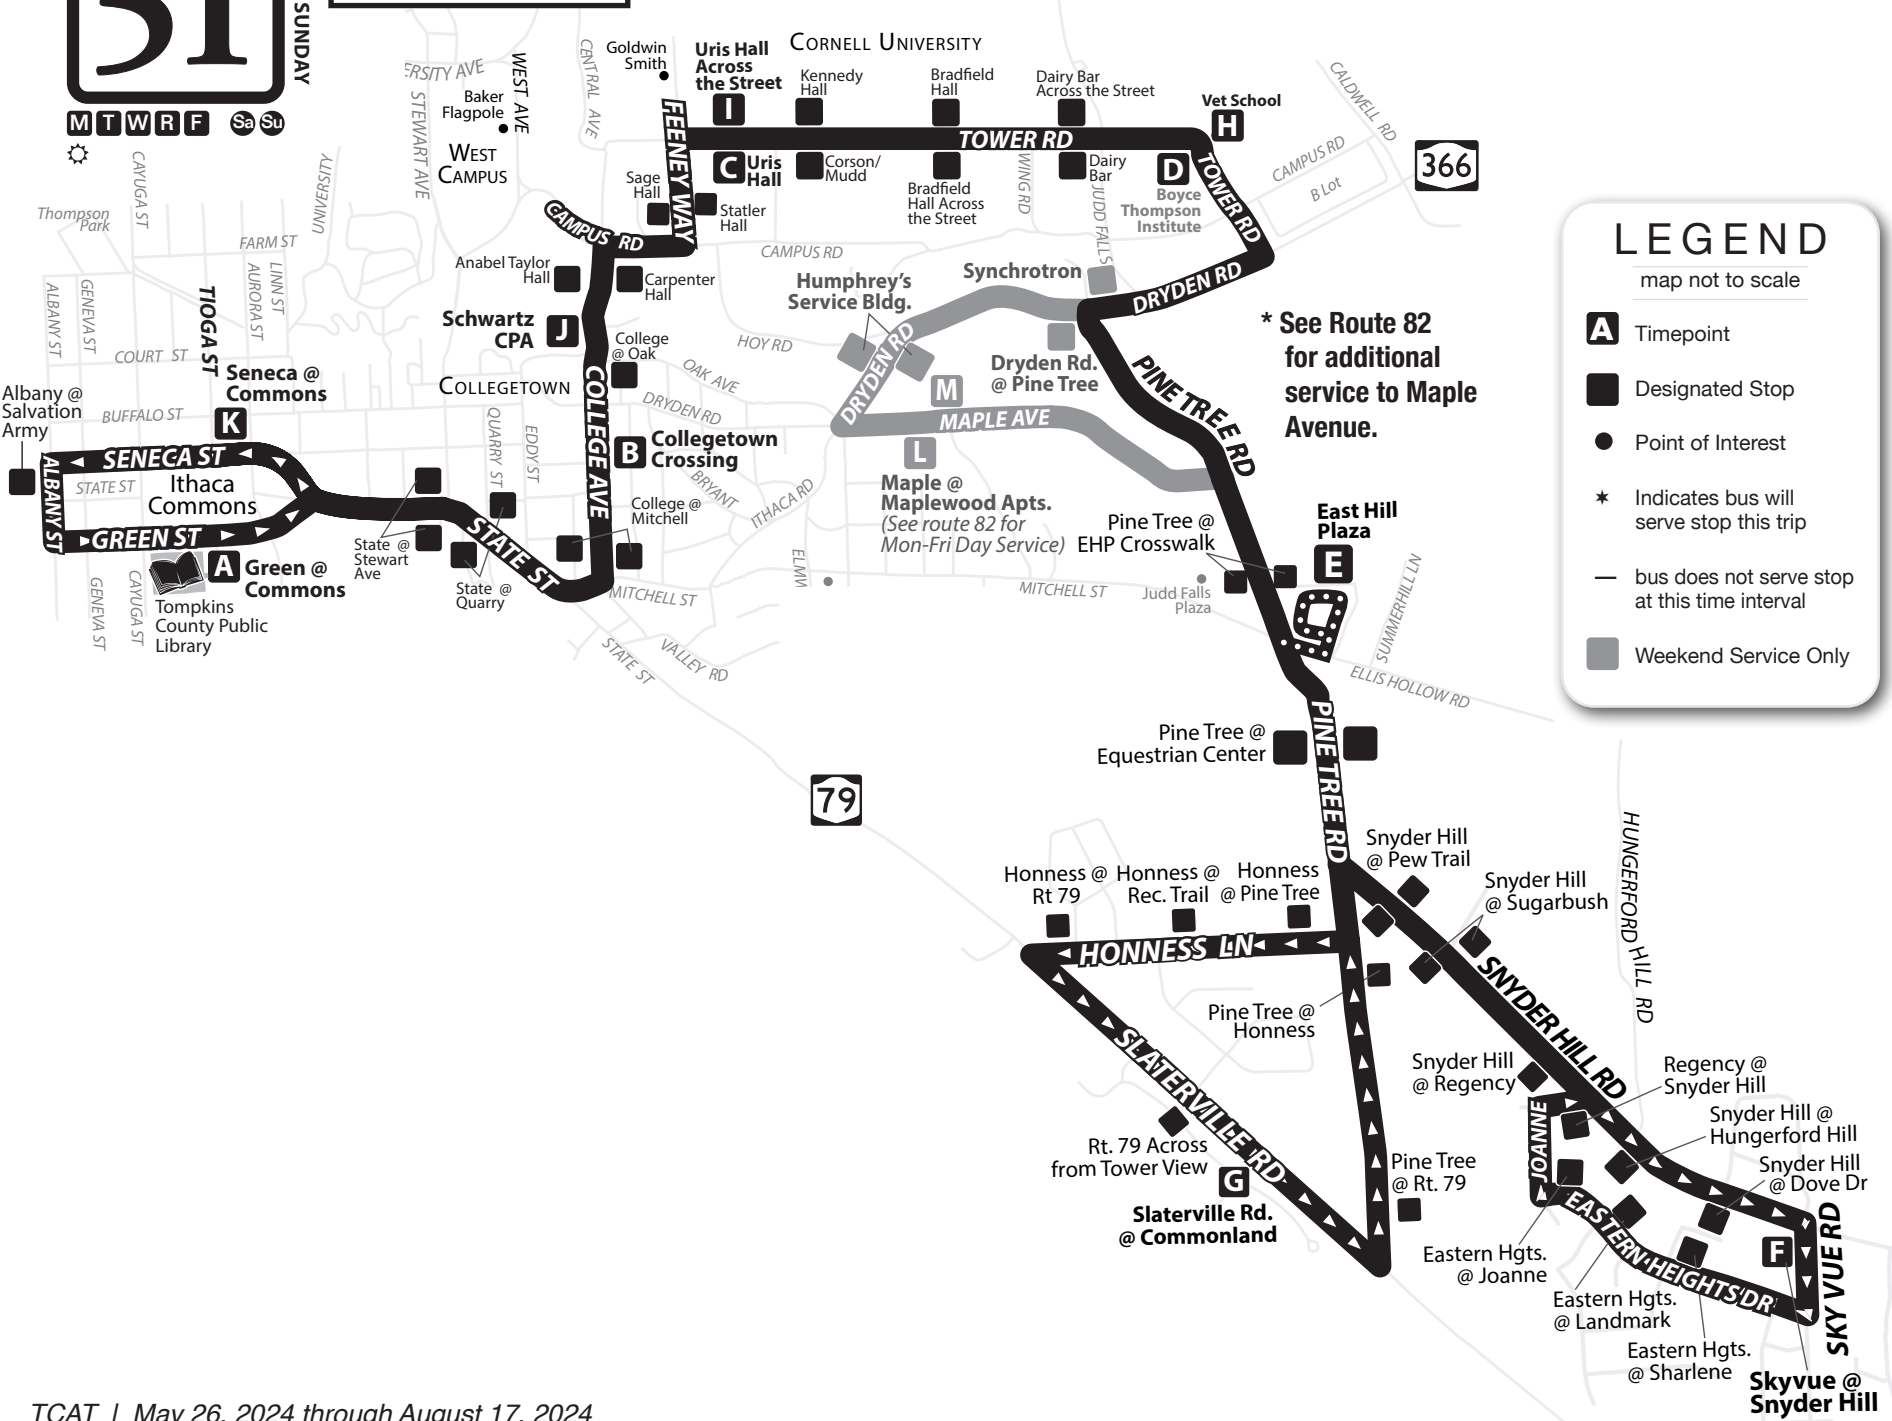 SUNDAY
M T W R F Sa Su
ERSITY AVE
STEWART AVE
WEST AVE
CENTRAL AVE
Baker
Flagpole
WEST
CAMPUS
Goldwin
Smith
CORNELL UNIVERSITY
Uris Hall
Across
the Street
I
Kennedy
Hall
Bradfield
Hall
Dairy Bar
Across the Street
Vet School
H
FEENEY WAY
TOWER RD
C
Uris
Hall
Corson/
Mudd
Bradfield
Hall Across
the Street
WING RD
Dairy
Bar
JUDD FALLS
D
Boyce
Thompson
Institute
TOWER RD
CALDWELL RD
CAMPUS RD
B Lot
366
Sage
Hall
Statler
Hall
CAMPUS RD
CAMPUS RD
Anabel Taylor
Hall
Carpenter
Hall
Schwartz
CPA
J
College
@ Oak
COLLEGETOWN
COLLEGE AVE
HOY RD
OAK AVE
DRYDEN RD
B
Collegetown
Crossing
BRYANT
ITHACA RD
College @
Mitchell
Humphrey's
Service Bldg.
Synchrotron
DRYDEN RD
DRYDEN RD
Dryden Rd.
@ Pine Tree
M
MAPLE AVE
L
Maple @
Maplewood Apts.
(See route 82 for
Mon-Fri Day Service)
PINE TREE RD
* See Route 82
for additional
service to Maple
Avenue.
Pine Tree @
EHP Crosswalk
East Hill
Plaza
E
Judd Falls
Plaza
ELMW
MITCHELL ST
MITCHELL ST
SUMMERHILL LN
ELLIS HOLLOW RD
CAYUGA ST
UNIVERSITY
Thompson
Park
FARM ST
LINN ST
AURORA ST
GENEVA ST
ALBANY ST
TIOGA ST
COURT ST
Seneca @
Commons
K
Albany @
Salvation
Army
BUFFALO ST
SENECA ST
STATE ST
Ithaca
Commons
ALBANY ST
GREEN ST
A
Green @
Commons
Tompkins
County Public
Library
GENEVA ST
CAYUGA ST
QUARRY ST
EDDY ST
State @
Stewart
Ave
STATE ST
State @
Quarry
STATE ST
VALLEY RD
79
LEGEND
map not to scale
A Timepoint
Designated Stop
Point of Interest
Indicates bus will
serve stop this trip
bus does not serve stop
at this time interval
Weekend Service Only
Pine Tree @
Equestrian Center
PINE TREE RD
Snyder Hill
@ Pew Trail
Snyder Hill
@ Sugarbush
HUNGERFORD HILL RD
Honness @
Rt 79
Honness @
Rec. Trail
Honness
@ Pine Tree
HONNESS LN
Pine Tree @
Honness
SNYDER HILL RD
Snyder Hill
@ Regency
Regency @
Snyder Hill
Snyder Hill @
Hungerford Hill
Snyder Hill
@ Dove Dr
SLATERVILLE RD
Rt. 79 Across
from Tower View
G
Slaterville Rd.
@ Commonland
Pine Tree
@ Rt. 79
JOANNE
EASTERN HEIGHTS DR
F
SKY VUE RD
Eastern Hgts.
@ Joanne
Eastern Hgts.
@ Landmark
Eastern Hgts.
@ Sharlene
Skyvue @
Snyder Hill
TCAT | May 26, 2024 through August 17, 2024